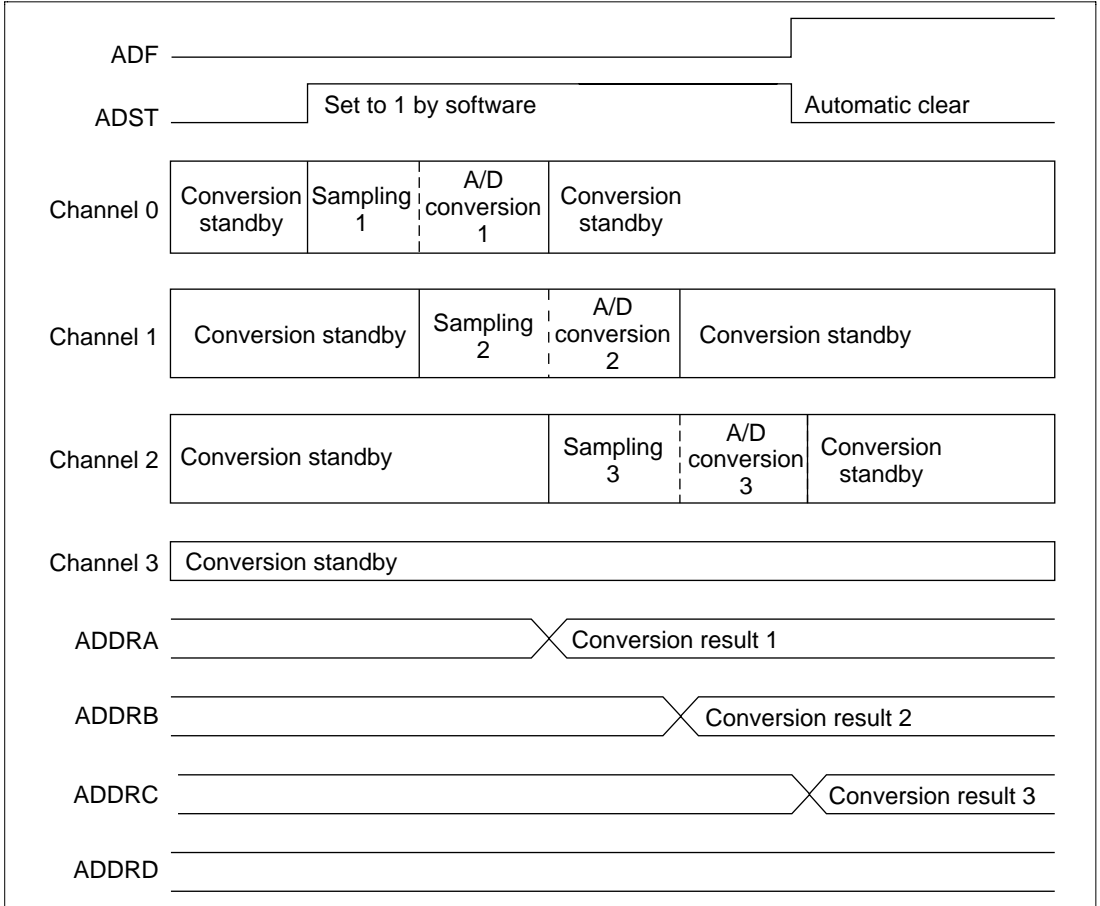 ADF
ADST
Set to 1 by software
Automatic clear
Channel 0
Conversion
standby
Sampling
1
A/D
conversion
1
Conversion
standby
Channel 1
Conversion standby
Sampling
2
A/D
conversion
2
Conversion standby
Channel 2
Conversion standby
Sampling
3
A/D
conversion
3
Conversion
standby
Channel 3
Conversion standby
ADDRA
Conversion result 1
ADDRB
Conversion result 2
ADDRC
Conversion result 3
ADDRD